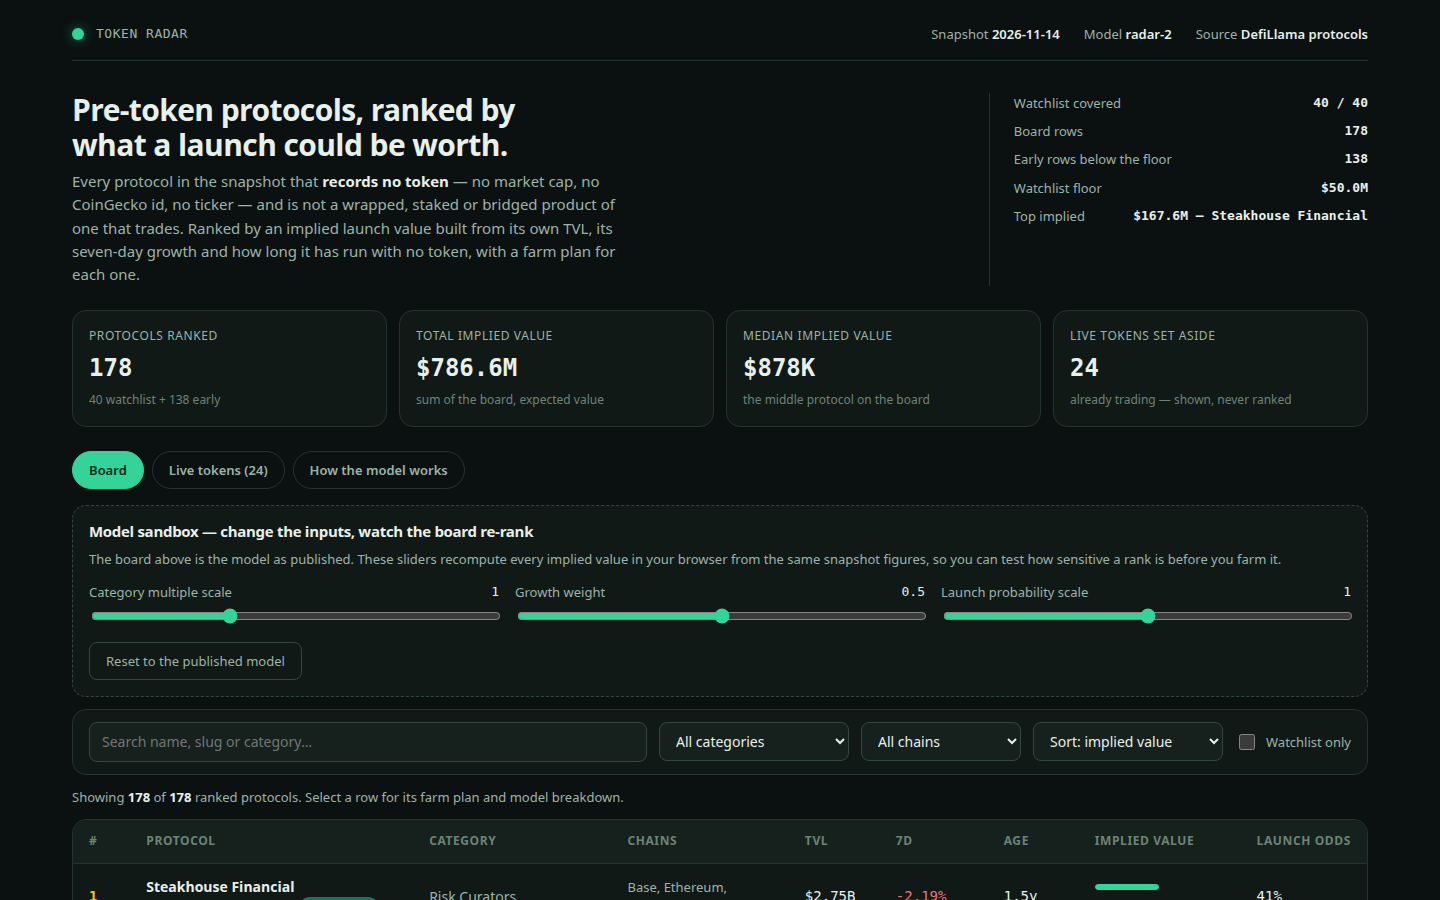 TOKEN RADAR
Snapshot 2026-11-14 Model radar-2 Source DefiLlama protocols
Pre-token protocols, ranked by
what a launch could be worth.
Every protocol in the snapshot that records no token — no market cap, no
CoinGecko id, no ticker — and is not a wrapped, staked or bridged product of
one that trades. Ranked by an implied launch value built from its own TVL, its
seven-day growth and how long it has run with no token, with a farm plan for
each one.
Watchlist covered 40 / 40
Board rows 178
Early rows below the floor 138
Watchlist floor $50.0M
Top implied $167.6M — Steakhouse Financial
PROTOCOLS RANKED
178
40 watchlist + 138 early
TOTAL IMPLIED VALUE
$786.6M
sum of the board, expected value
MEDIAN IMPLIED VALUE
$878K
the middle protocol on the board
LIVE TOKENS SET ASIDE
24
already trading — shown, never ranked
Board Live tokens (24) How the model works
Model sandbox — change the inputs, watch the board re-rank
The board above is the model as published. These sliders recompute every implied value in your browser from the same snapshot figures, so you can test how sensitive a rank is before you farm it.
Category multiple scale 1 Growth weight 0.5 Launch probability scale 1
Reset to the published model
Search name, slug or category… All categories All chains Sort: implied value Watchlist only
Showing 178 of 178 ranked protocols. Select a row for its farm plan and model breakdown.
# PROTOCOL CATEGORY CHAINS TVL 7D AGE IMPLIED VALUE LAUNCH ODDS
1 Steakhouse Financial Risk Curators Base, Ethereum, $2.75B -2.19% 1.5y 41%